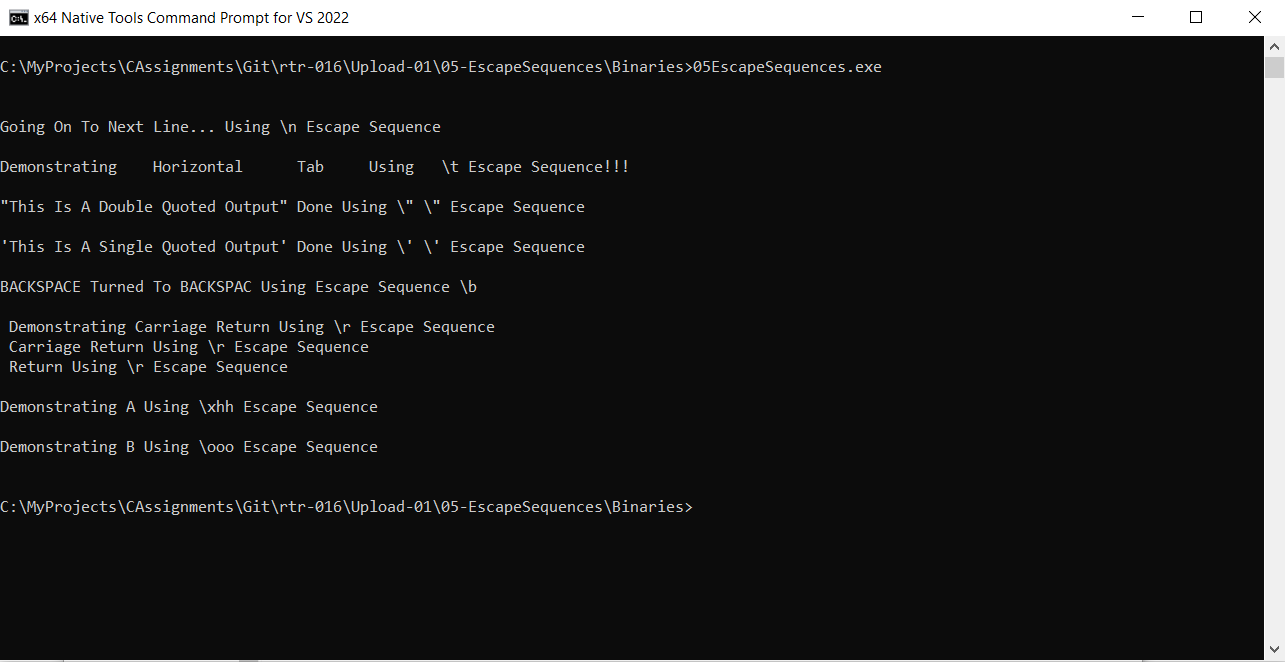 x64 Native Tools Command Prompt for VS 2022
C:\MyProjects\CAssignments\Git\rtr-016\Upload-01\05-EscapeSequences\Binaries>05EscapeSequences.exe
Going On To Next Line... Using \n Escape Sequence
Demonstrating    Horizontal      Tab     Using   \t Escape Sequence!!!
"This Is A Double Quoted Output" Done Using \" \" Escape Sequence
'This Is A Single Quoted Output' Done Using \' \' Escape Sequence
BACKSPACE Turned To BACKSPAC Using Escape Sequence \b
Demonstrating Carriage Return Using \r Escape Sequence
Carriage Return Using \r Escape Sequence
Return Using \r Escape Sequence
Demonstrating A Using \xhh Escape Sequence
Demonstrating B Using \ooo Escape Sequence
C:\MyProjects\CAssignments\Git\rtr-016\Upload-01\05-EscapeSequences\Binaries>